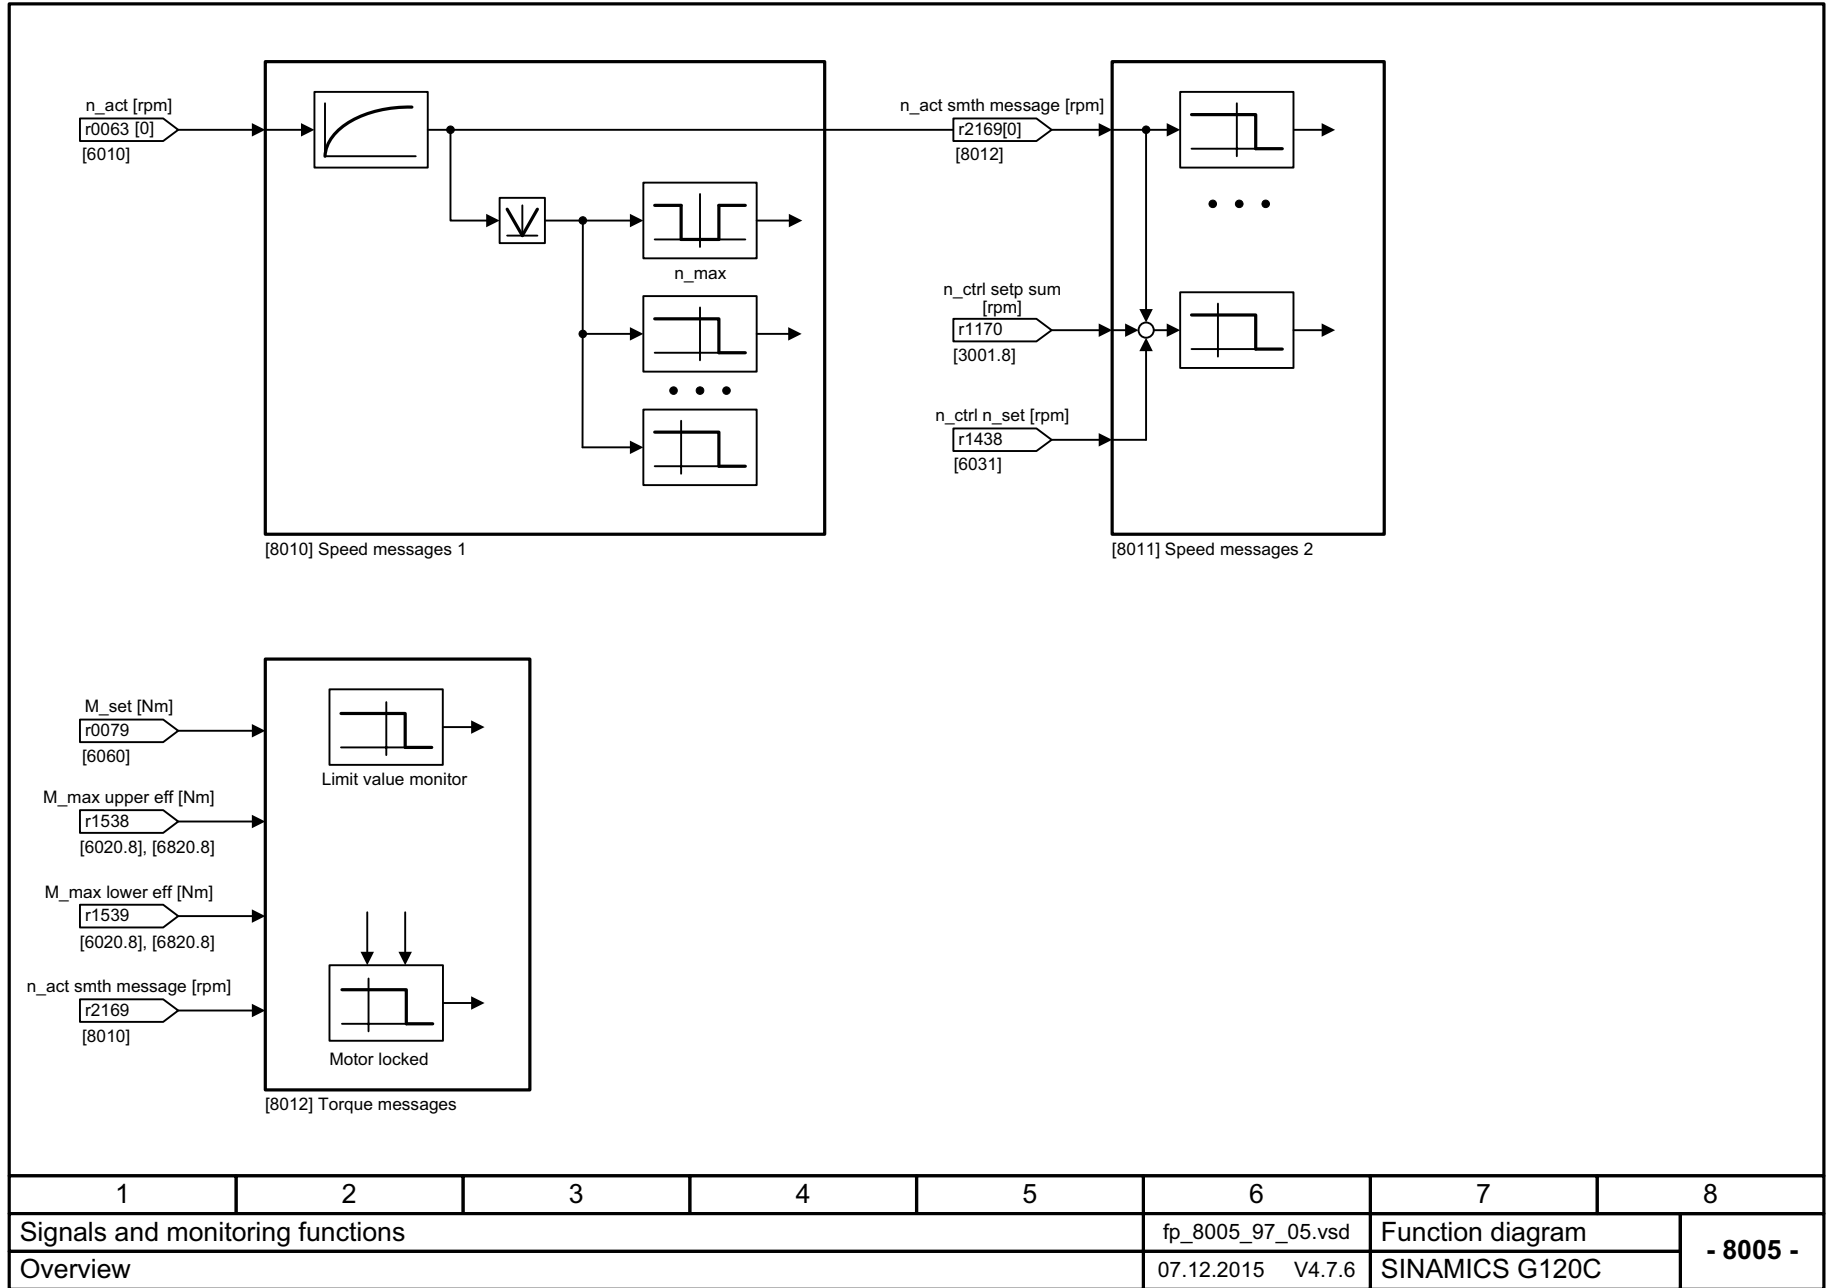 n_act [rpm]
r0063 [0]
[6010]
n_max
[8010] Speed messages 1
n_act smth message [rpm]
r2169[0]
[8012]
n_ctrl setp sum
[rpm]
r1170
[3001.8]
n_ctrl n_set [rpm]
r1438
[6031]
[8011] Speed messages 2
M_set [Nm]
r0079
[6060]
M_max upper eff [Nm]
r1538
[6020.8], [6820.8]
M_max lower eff [Nm]
r1539
[6020.8], [6820.8]
n_act smth message [rpm]
r2169
[8010]
Limit value monitor
Motor locked
[8012] Torque messages
1 2 3 4 5 6 7 8
Signals and monitoring functions fp_8005_97_05.vsd Function diagram
- 8005 -
Overview 07.12.2015 V4.7.6 SINAMICS G120C